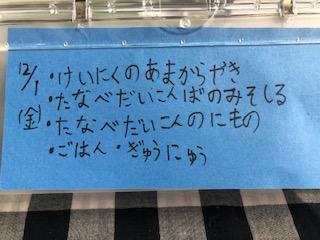 12/1 ・けいにくのあまからやき
・たなべだいこんばのみそしる
(金) ・たなべだいこんのにもの
・ごはん・ぎゅうにゅう